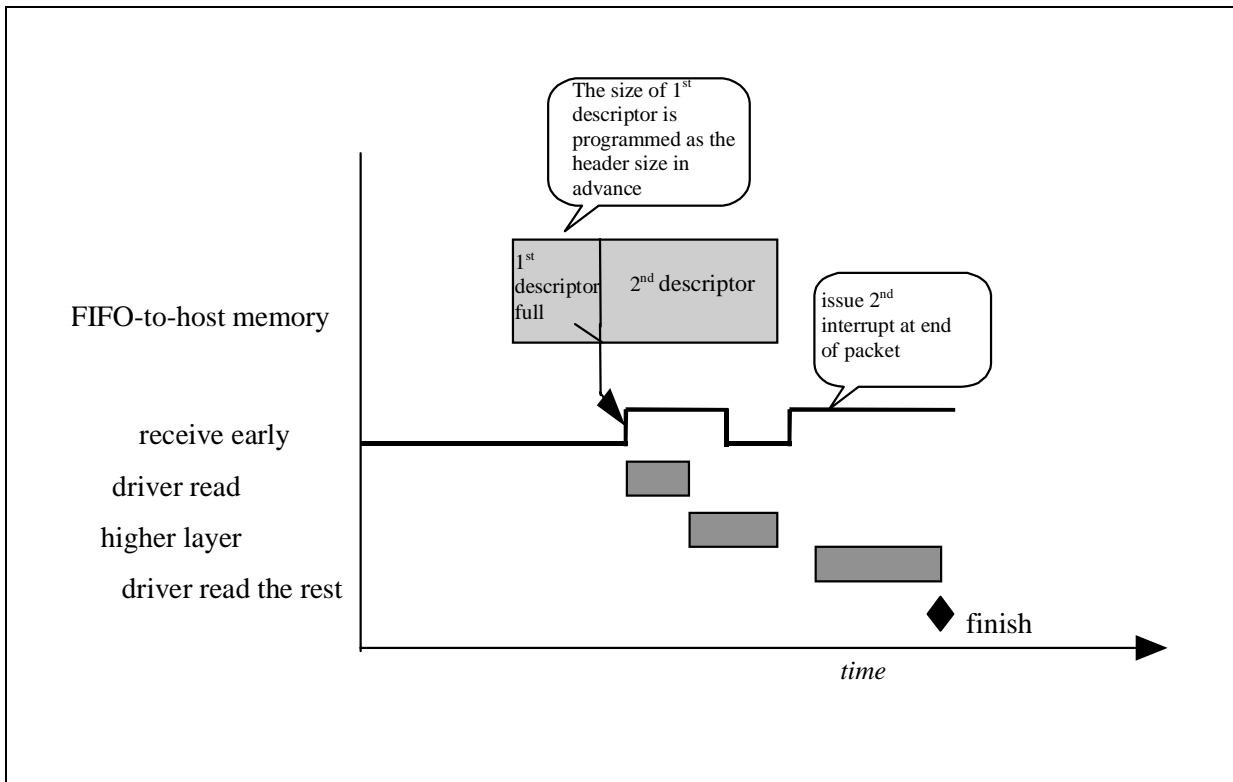 The size of 1st
descriptor is
programmed as the
header size in
advance
1st
descriptor
full
2nd descriptor
issue 2nd
interrupt at end
of packet
FIFO-to-host memory
receive early
driver read
higher layer
driver read the rest
finish
time